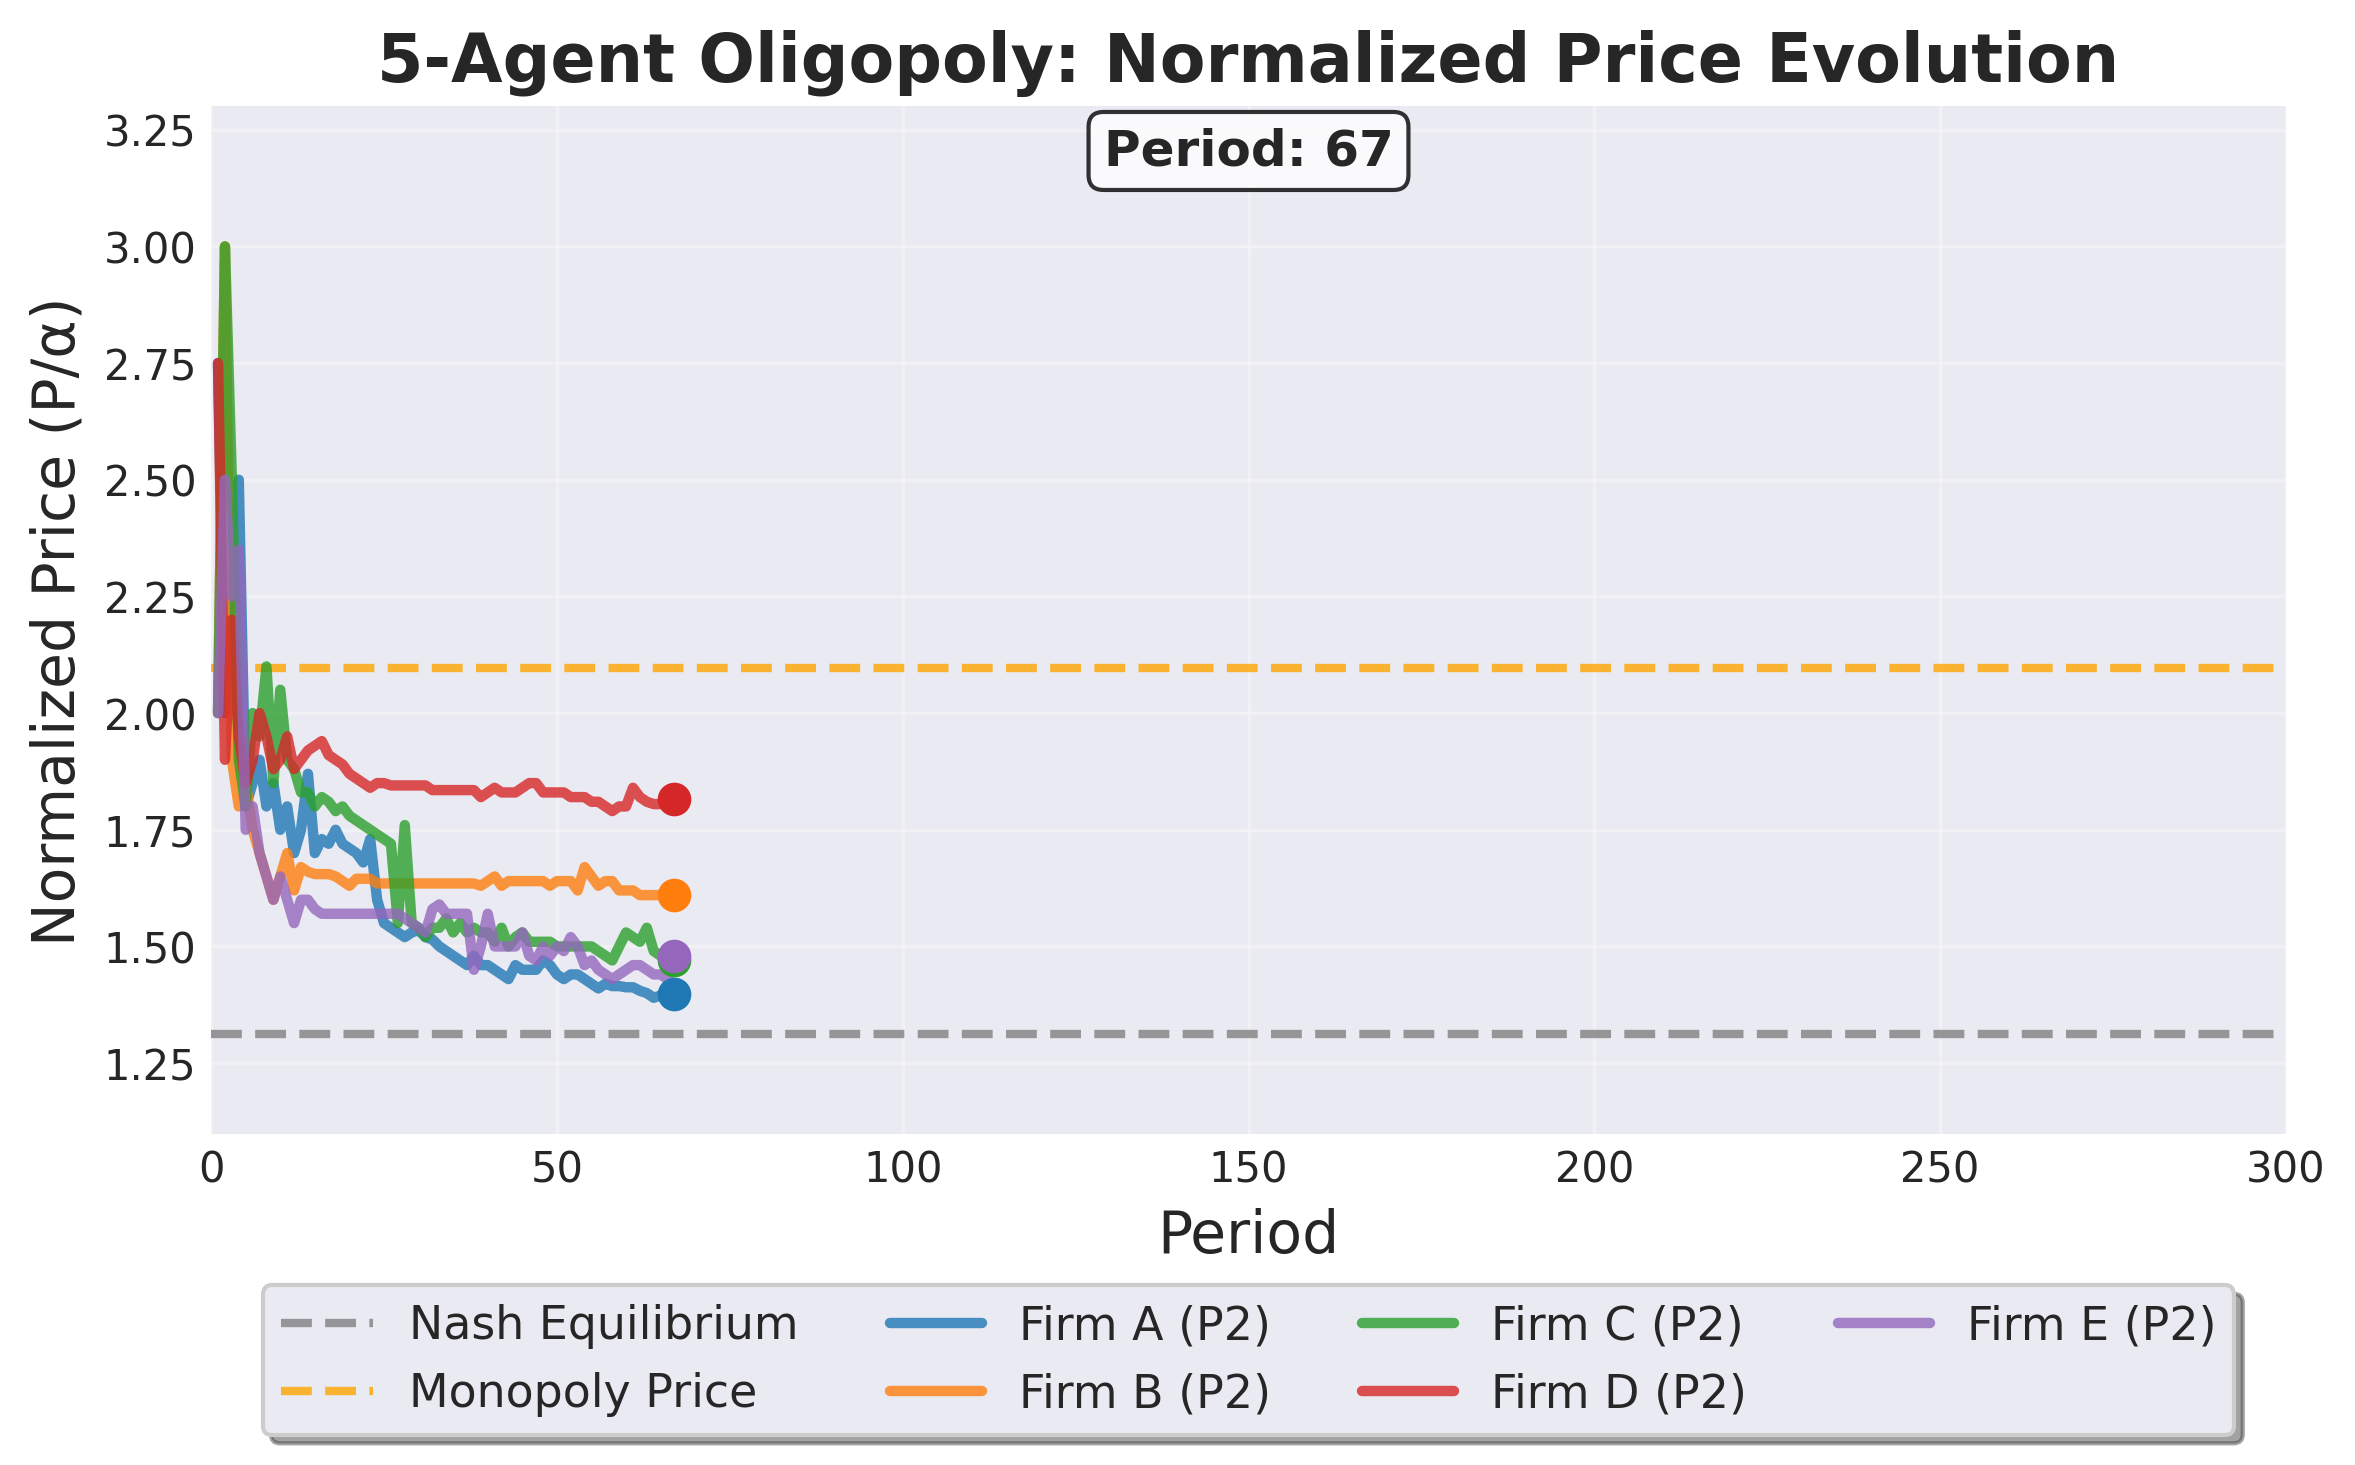 5-Agent Oligopoly: Normalized Price Evolution
Period: 67
Normalized Price (P/α)
3.25
3.00
2.75
2.50
2.25
2.00
1.75
1.50
1.25
0 50 100 150 200 250 300
Period
Nash Equilibrium
Monopoly Price
Firm A (P2)
Firm B (P2)
Firm C (P2)
Firm D (P2)
Firm E (P2)